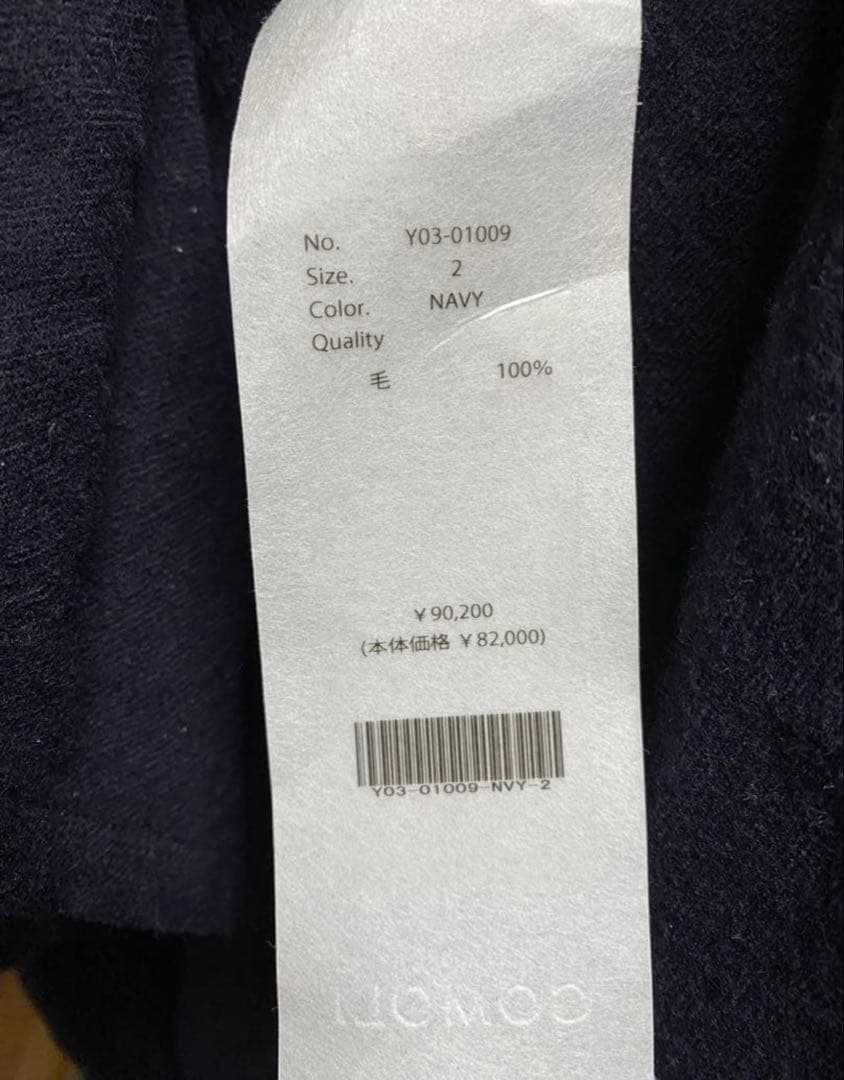 No. Y03-01009
Size. 2
Color. NAVY
Quality
毛 100%
￥90,200
(本体価格 ￥82,000)
Y03-01009-NVY-2
COMOLI